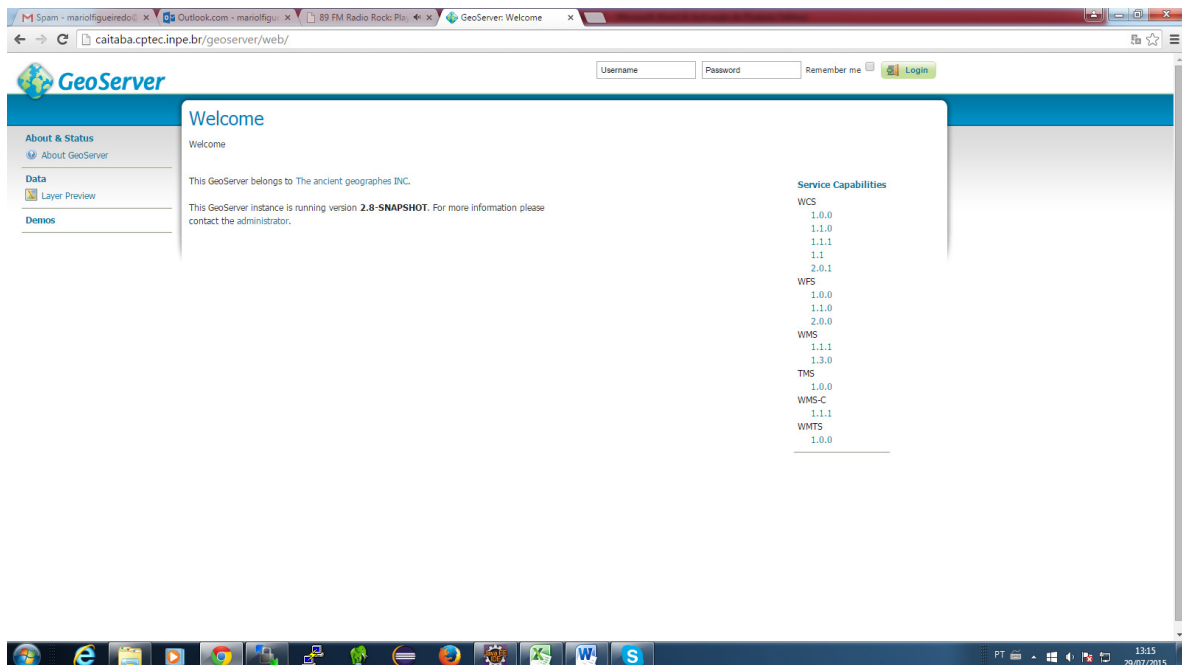 Spam - mariolfigueiredo@
Outlook.com - mariolfigu
89 FM Radio Rock: Play
GeoServer: Welcome
caitaba.cptec.inpe.br/geoserver/web/
GeoServer
Username
Password
Remember me
Login
Welcome
About & Status
About GeoServer
Data
Layer Preview
Demos
Welcome
This GeoServer belongs to The ancient geographes INC.
This GeoServer instance is running version 2.8-SNAPSHOT. For more information please
contact the administrator.
Service Capabilities
WCS
1.0.0
1.1.0
1.1.1
1.1
2.0.1
WFS
1.0.0
1.1.0
2.0.0
WMS
1.1.1
1.3.0
TMS
1.0.0
WMS-C
1.1.1
WMTS
1.0.0
PT
13:15
29/07/2015